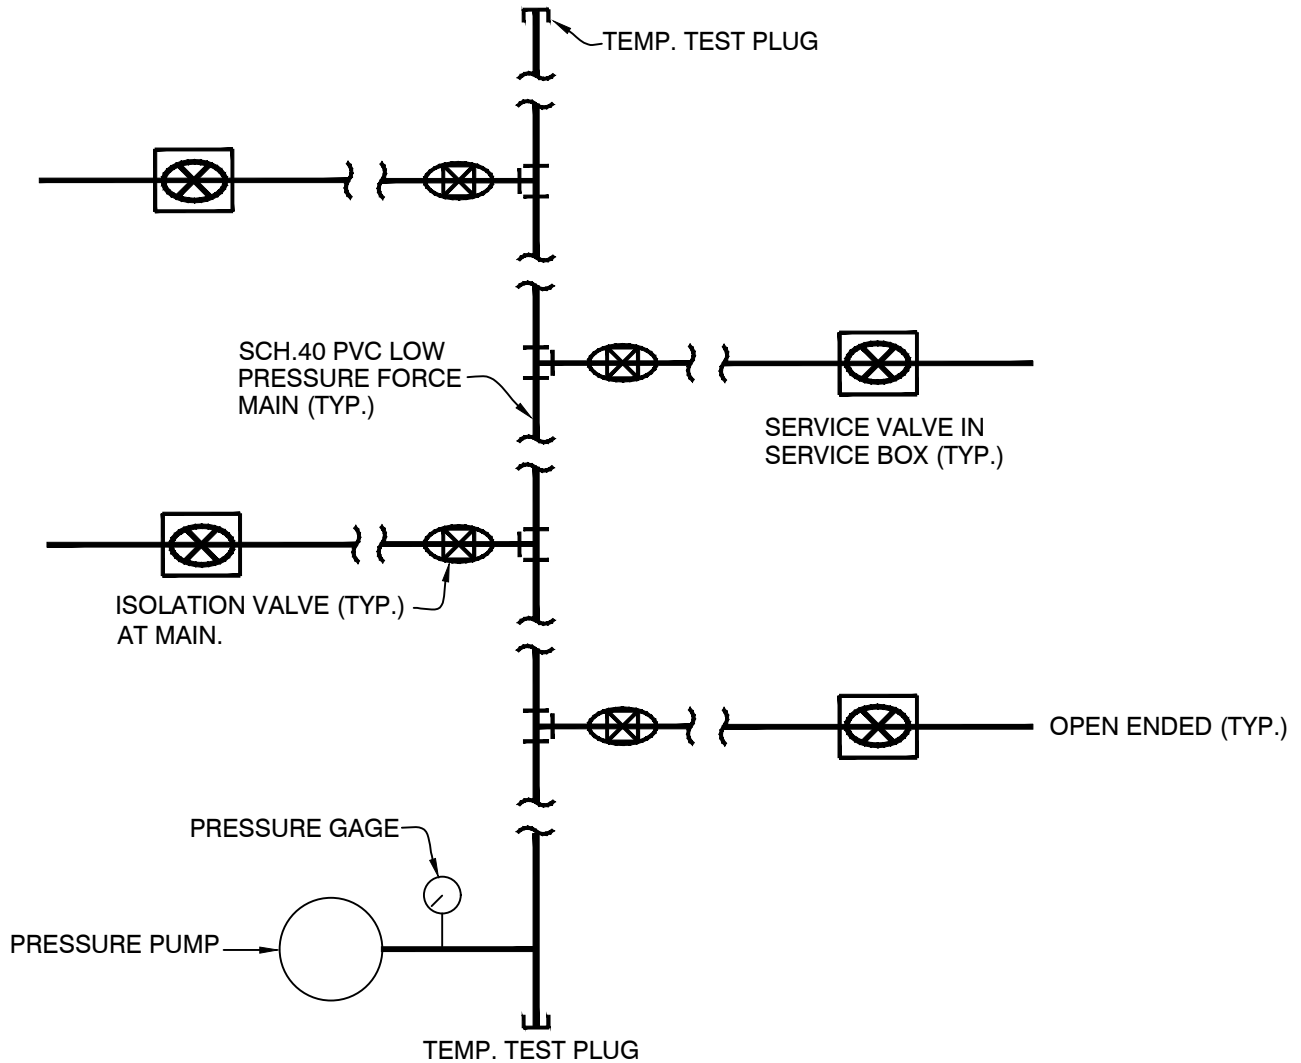 TEMP. TEST PLUG
SCH.40 PVC LOW
PRESSURE FORCE
MAIN (TYP.)
SERVICE VALVE IN
SERVICE BOX (TYP.)
ISOLATION VALVE (TYP.)
AT MAIN.
OPEN ENDED (TYP.)
PRESSURE GAGE
PRESSURE PUMP
TEMP. TEST PLUG